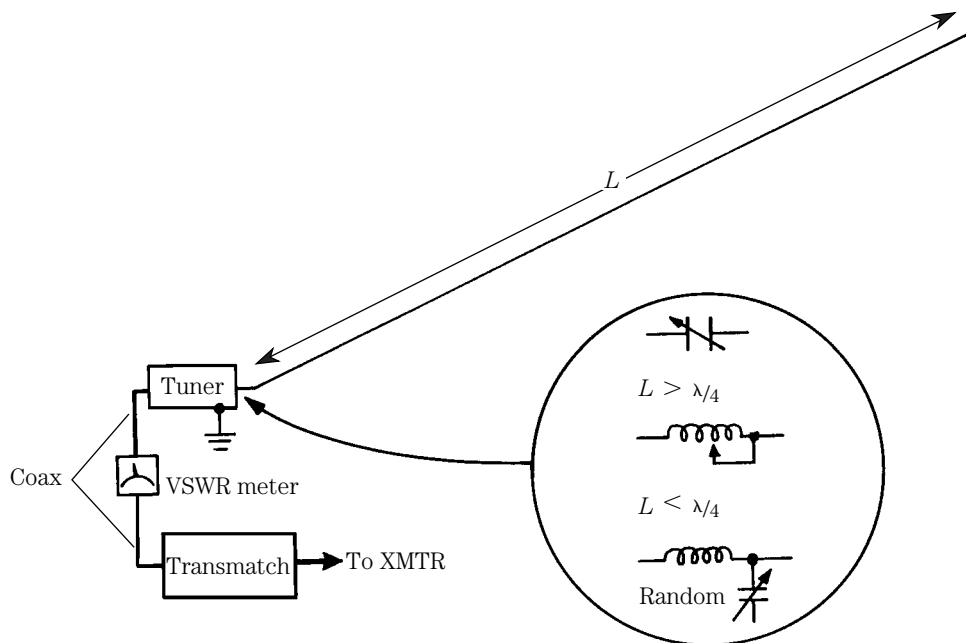 L
Tuner
L > λ/4
Coax
VSWR meter
L < λ/4
Transmatch
To XMTR
Random